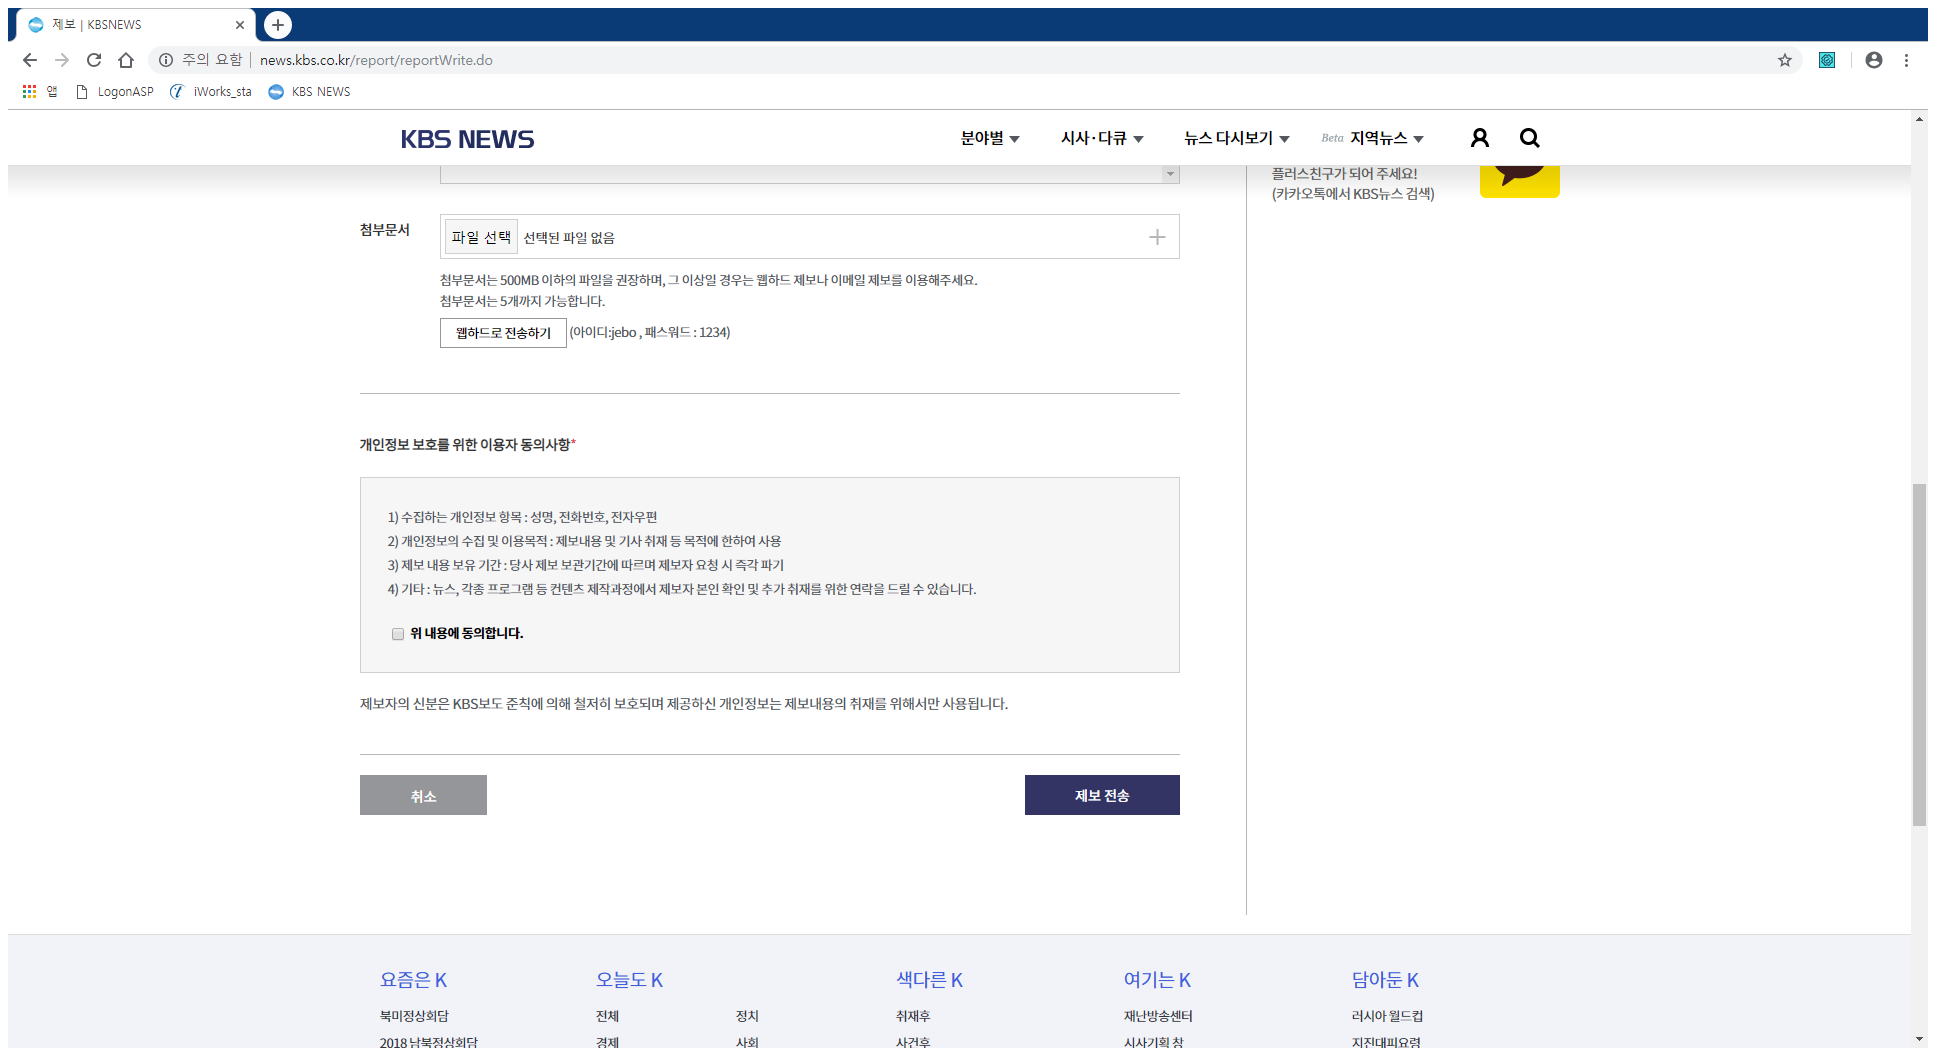 제보 | KBSNEWS
주의 요함 | news.kbs.co.kr/report/reportWrite.do
앱 LogonASP iWorks_sta KBS NEWS
KBS NEWS 분야별 시사·다큐 뉴스 다시보기 Beta 지역뉴스
플러스친구가 되어 주세요!
(카카오톡에서 KBS뉴스 검색)
첨부문서 파일 선택 선택된 파일 없음
첨부문서는 500MB 이하의 파일을 권장하며, 그 이상일 경우는 웹하드 제보나 이메일 제보를 이용해주세요.
첨부문서는 5개까지 가능합니다.
웹하드로 전송하기 (아이디:jebo , 패스워드 : 1234)
개인정보 보호를 위한 이용자 동의사항*
1) 수집하는 개인정보 항목 : 성명, 전화번호, 전자우편
2) 개인정보의 수집 및 이용목적 : 제보내용 및 기사 취재 등 목적에 한하여 사용
3) 제보 내용 보유 기간 : 당사 제보 보관기간에 따르며 제보자 요청 시 즉각 파기
4) 기타 : 뉴스, 각종 프로그램 등 컨텐츠 제작과정에서 제보자 본인 확인 및 추가 취재를 위한 연락을 드릴 수 있습니다.
위 내용에 동의합니다.
제보자의 신분은 KBS보도 준칙에 의해 철저히 보호되며 제공하신 개인정보는 제보내용의 취재를 위해서만 사용됩니다.
취소 제보 전송
요즘은 K 오늘도 K 색다른 K 여기는 K 담아둔 K
북미정상회담 전체 정치 취재후 재난방송센터 러시아 월드컵
2018 남북정상회담 경제 사회 사건후 시사기획 창 지진대피요령